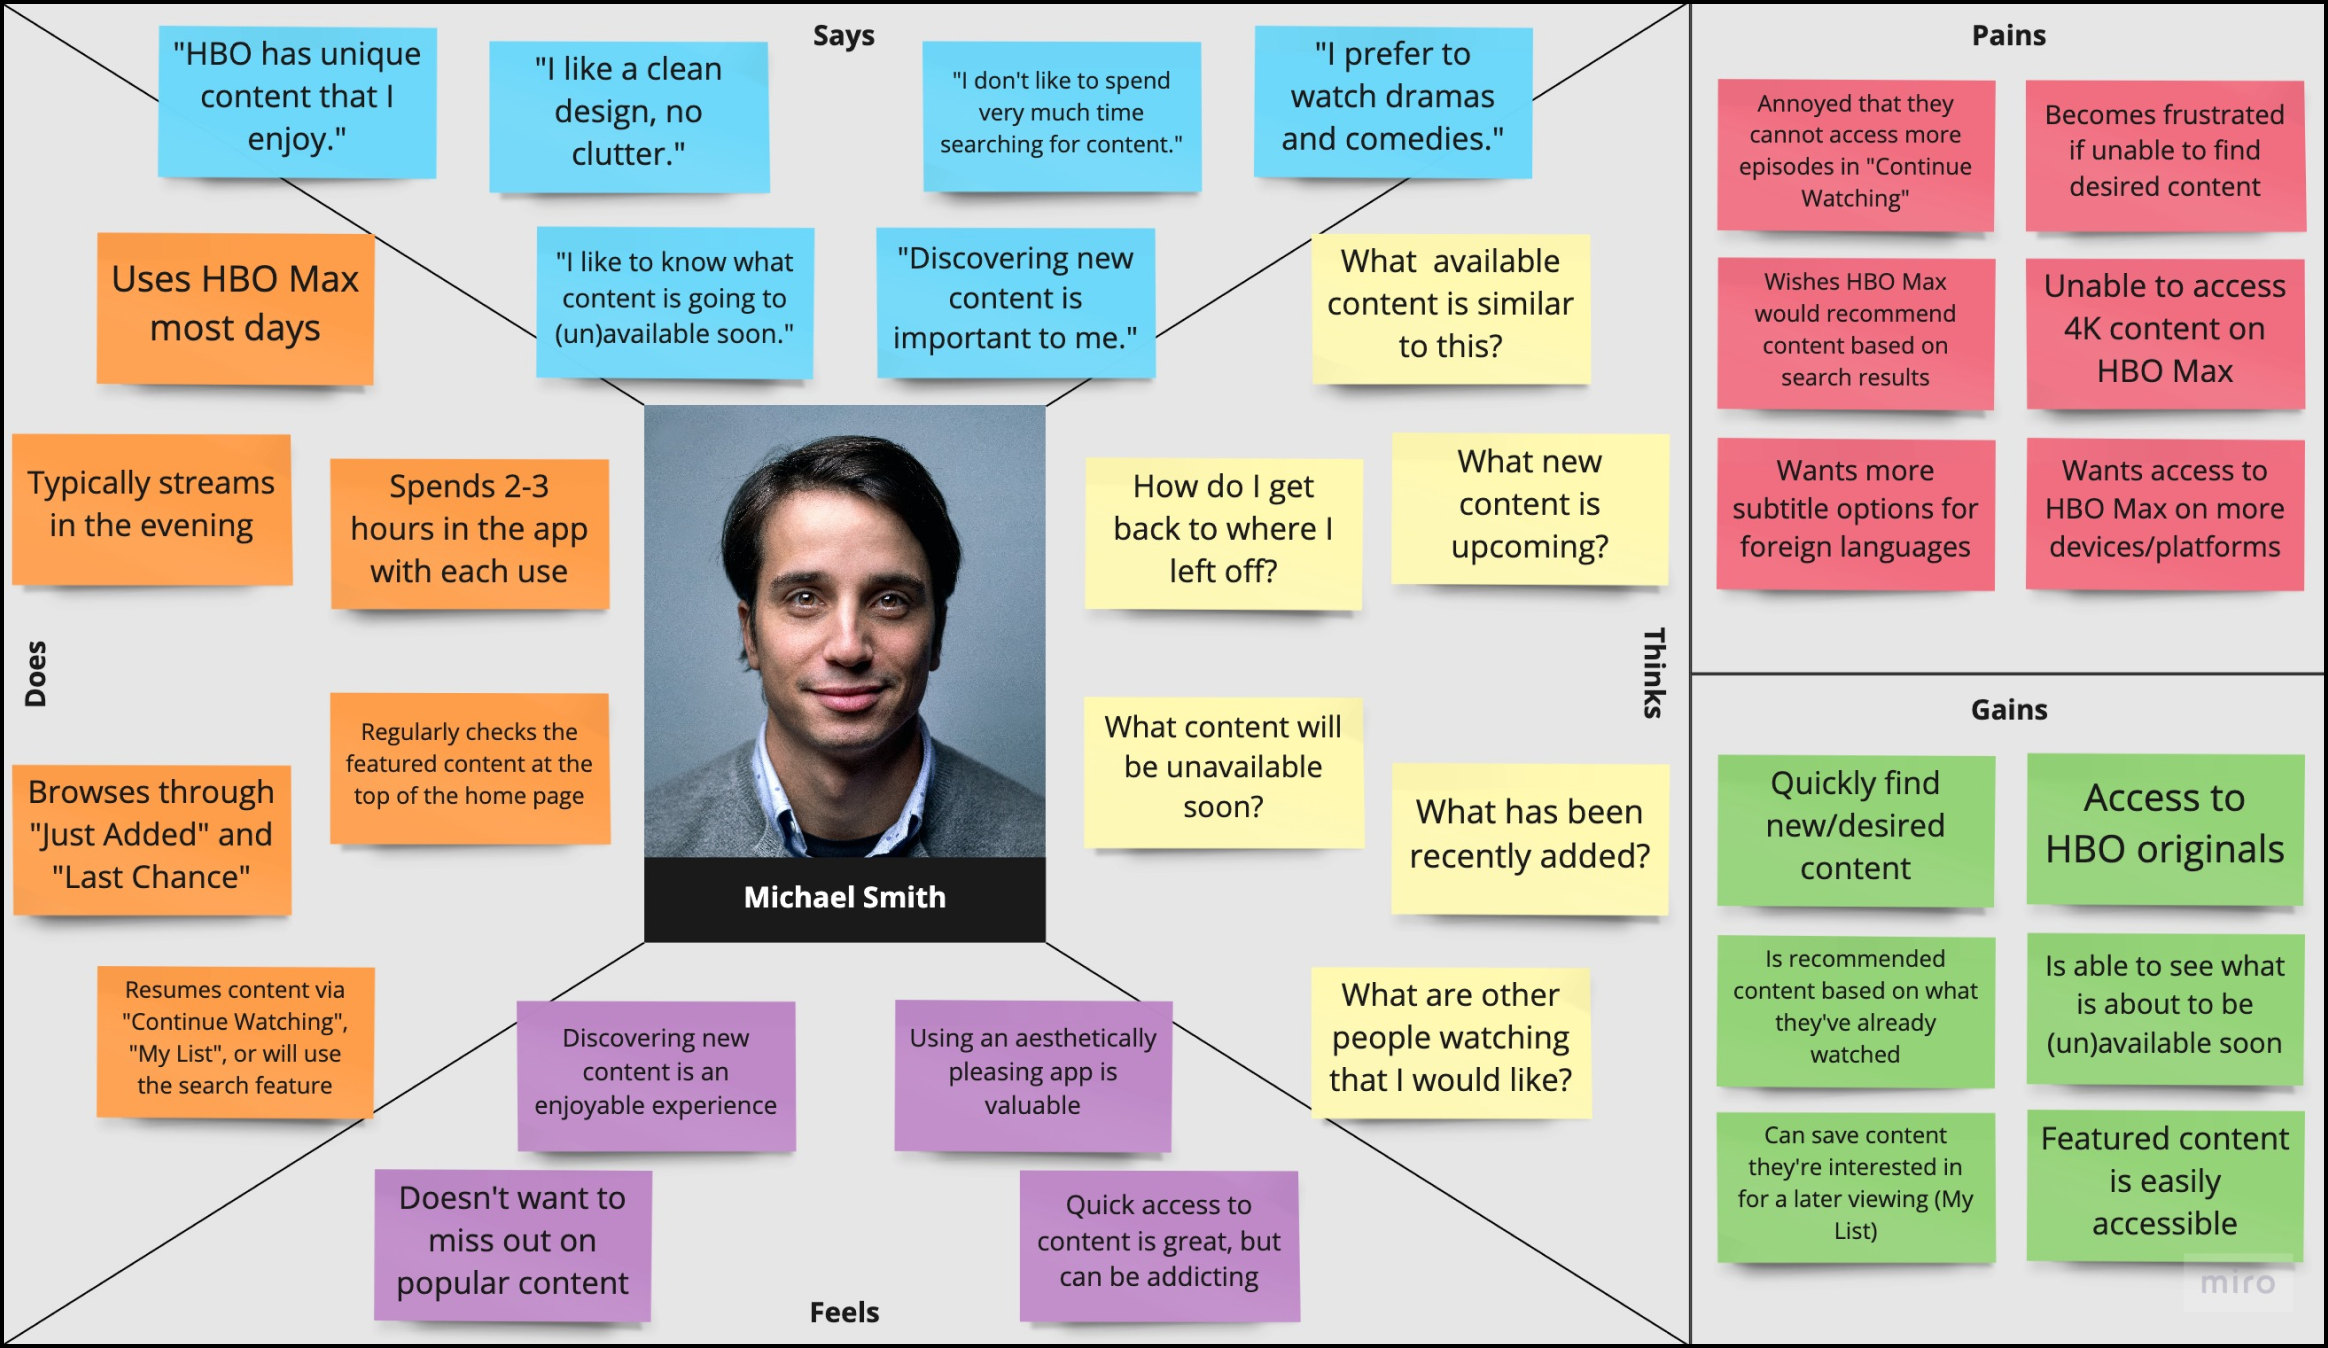 Says
"HBO has unique
content that I
enjoy."
"I like a clean
design, no
clutter."
"I don't like to spend
very much time
searching for content."
"I prefer to
watch dramas
and comedies."
"I like to know what
content is going to
(un)available soon."
"Discovering new
content is
important to me."
Does
Uses HBO Max
most days
Typically streams
in the evening
Spends 2-3
hours in the app
with each use
Regularly checks the
featured content at the
top of the home page
Browses through
"Just Added" and
"Last Chance"
Resumes content via
"Continue Watching",
"My List", or will use
the search feature
Michael Smith
Thinks
What available
content is similar
to this?
How do I get
back to where I
left off?
What new
content is
upcoming?
What content will
be unavailable
soon?
What has been
recently added?
What are other
people watching
that I would like?
Feels
Discovering new
content is an
enjoyable experience
Using an aesthetically
pleasing app is
valuable
Doesn't want to
miss out on
popular content
Quick access to
content is great, but
can be addicting
Pains
Annoyed that they
cannot access more
episodes in "Continue
Watching"
Becomes frustrated
if unable to find
desired content
Wishes HBO Max
would recommend
content based on
search results
Unable to access
4K content on
HBO Max
Wants more
subtitle options for
foreign languages
Wants access to
HBO Max on more
devices/platforms
Gains
Quickly find
new/desired
content
Access to
HBO originals
Is recommended
content based on what
they've already
watched
Is able to see what
is about to be
(un)available soon
Can save content
they're interested in
for a later viewing (My
List)
Featured content
is easily
accessible
miro